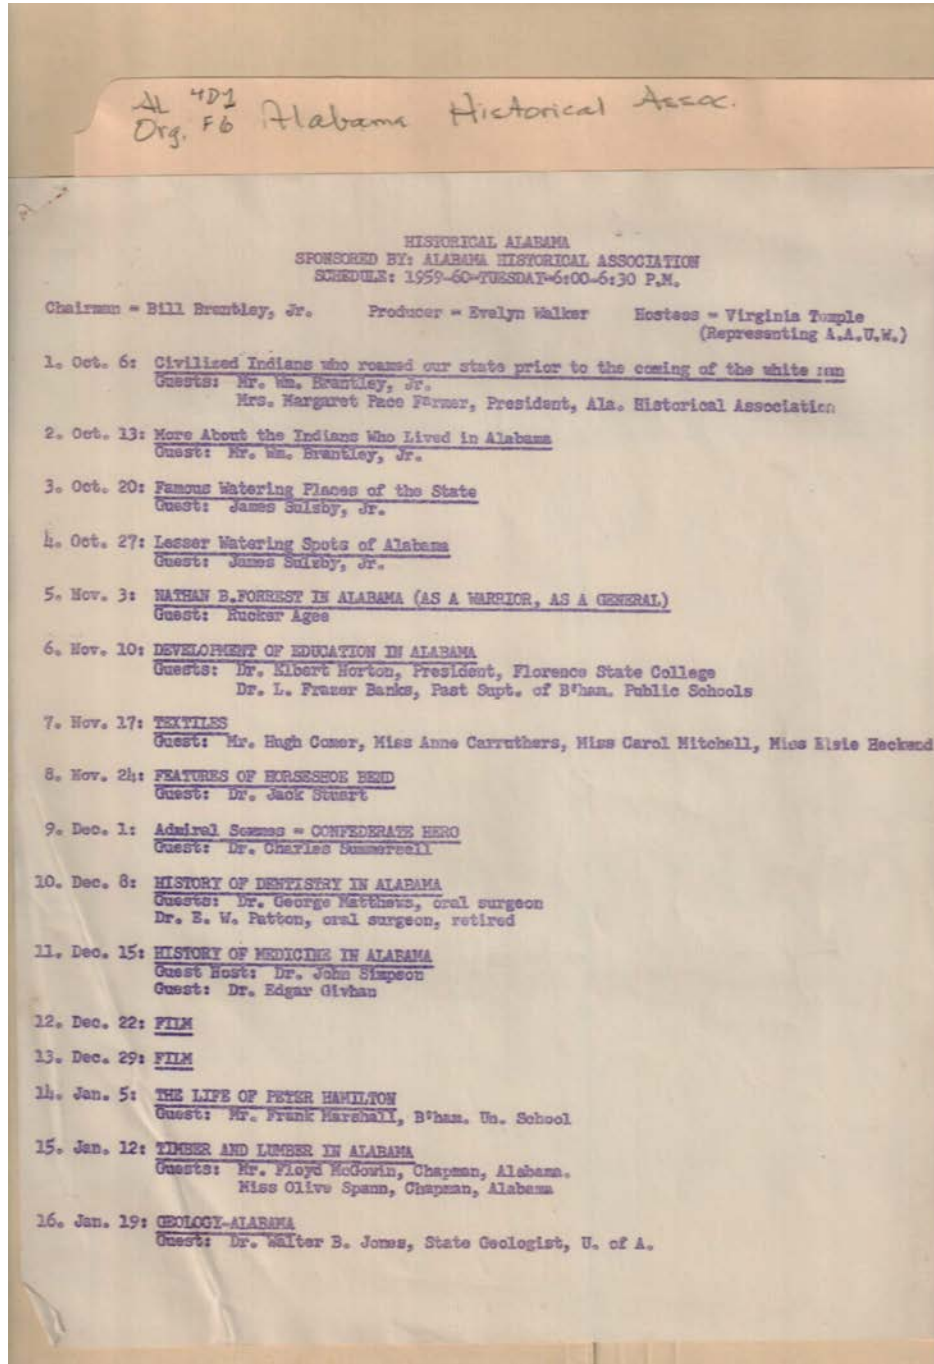 AL 4D1
Org. F6 Alabama Historical Assoc.
HISTORICAL ALABAMA
SPONSORED BY: ALABAMA HISTORICAL ASSOCIATION
SCHEDULE: 1959-60-TUESDAY-6:00-6:30 P.M.
Chairman - Bill Brantley, Jr. Producer - Evelyn Walker Hostess - Virginia Temple
(Representing A.A.U.W.)
1. Oct. 6: Civilized Indians who roamed our state prior to the coming of the white man
Guests: Mr. Wm. Brantley, Jr.
Mrs. Margaret Pace Farmer, President, Ala. Historical Association
2. Oct. 13: More About the Indians Who Lived in Alabama
Guest: Mr. Wm. Brantley, Jr.
3. Oct. 20: Famous Watering Places of the State
Guest: James Sulzby, Jr.
4. Oct. 27: Lesser Watering Spots of Alabama
Guest: James Sulzby, Jr.
5. Nov. 3: NATHAN B.FORREST IN ALABAMA (AS A WARRIOR, AS A GENERAL)
Guest: Rucker Agee
6. Nov. 10: DEVELOPMENT OF EDUCATION IN ALABAMA
Guests: Dr. Elbert Norton, President, Florence State College
Dr. L. Frazer Banks, Past Supt. of B'ham. Public Schools
7. Nov. 17: TEXTILES
Guest: Mr. Hugh Comer, Miss Anne Carruthers, Miss Carol Mitchell, Miss Elsie
8. Nov. 24: FEATURES OF HORSESHOE BEND
Guest: Dr. Jack Stuart
9. Dec. 1: Admiral Semmes - CONFEDERATE HERO
Guest: Dr. Charles Summersell
10. Dec. 8: HISTORY OF DENTISTRY IN ALABAMA
Guests: Dr. George Matthews, oral surgeon
Dr. E. W. Patton, oral surgeon, retired
11. Dec. 15: HISTORY OF MEDICINE IN ALABAMA
Guest Host: Dr. John Simpson
Guest: Dr. Edgar Givhan
12. Dec. 22: FILM
13. Dec. 29: FILM
14. Jan. 5: THE LIFE OF PETER HAMILTON
Guest: Mr. Frank Marshall, B'ham. Un. School
15. Jan. 12: TIMBER AND LUMBER IN ALABAMA
Guests: Mr. Floyd McGowin, Chapman, Alabama.
Miss Olive Spann, Chapman, Alabama
16. Jan. 19: GEOLOGY-ALABAMA
Guest: Dr. Walter B. Jones, State Geologist, U. of A.